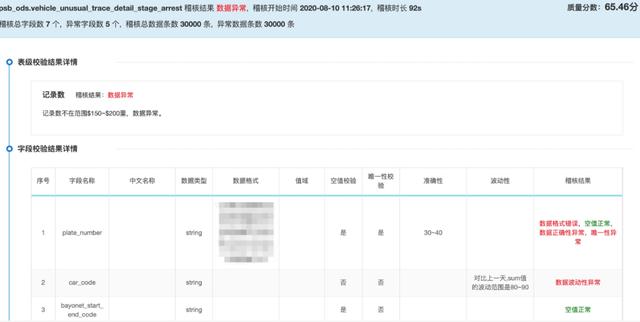 psb_ods.vehicle_unusual_trace_detail_stage_arrest 稽核结果 数据异常，稽核开始时间 2020-08-10 11:26:17，稽核时长 92s
质量分数：65.46分
稽核总字段数 7 个，异常字段数 5 个，稽核总数据条数 30000 条，异常数据条数 30000 条
表级校验结果详情
记录数 稽核结果：数据异常
记录数不在范围$150~$200里，数据异常。
字段校验结果详情
序号 字段名称 中文名称 数据类型 数据格式 值域 空值校验 唯一性校验 准确性 波动性 稽核结果
1 plate_number string 是 是 30~40 数据格式错误，空值正常，数据正确性异常，唯一性异常
2 car_code string 否 否 对比上一天,sum值的波动范围是80~90 数据波动性异常
3 bayonet_start_end_code string 是 否 空值正常